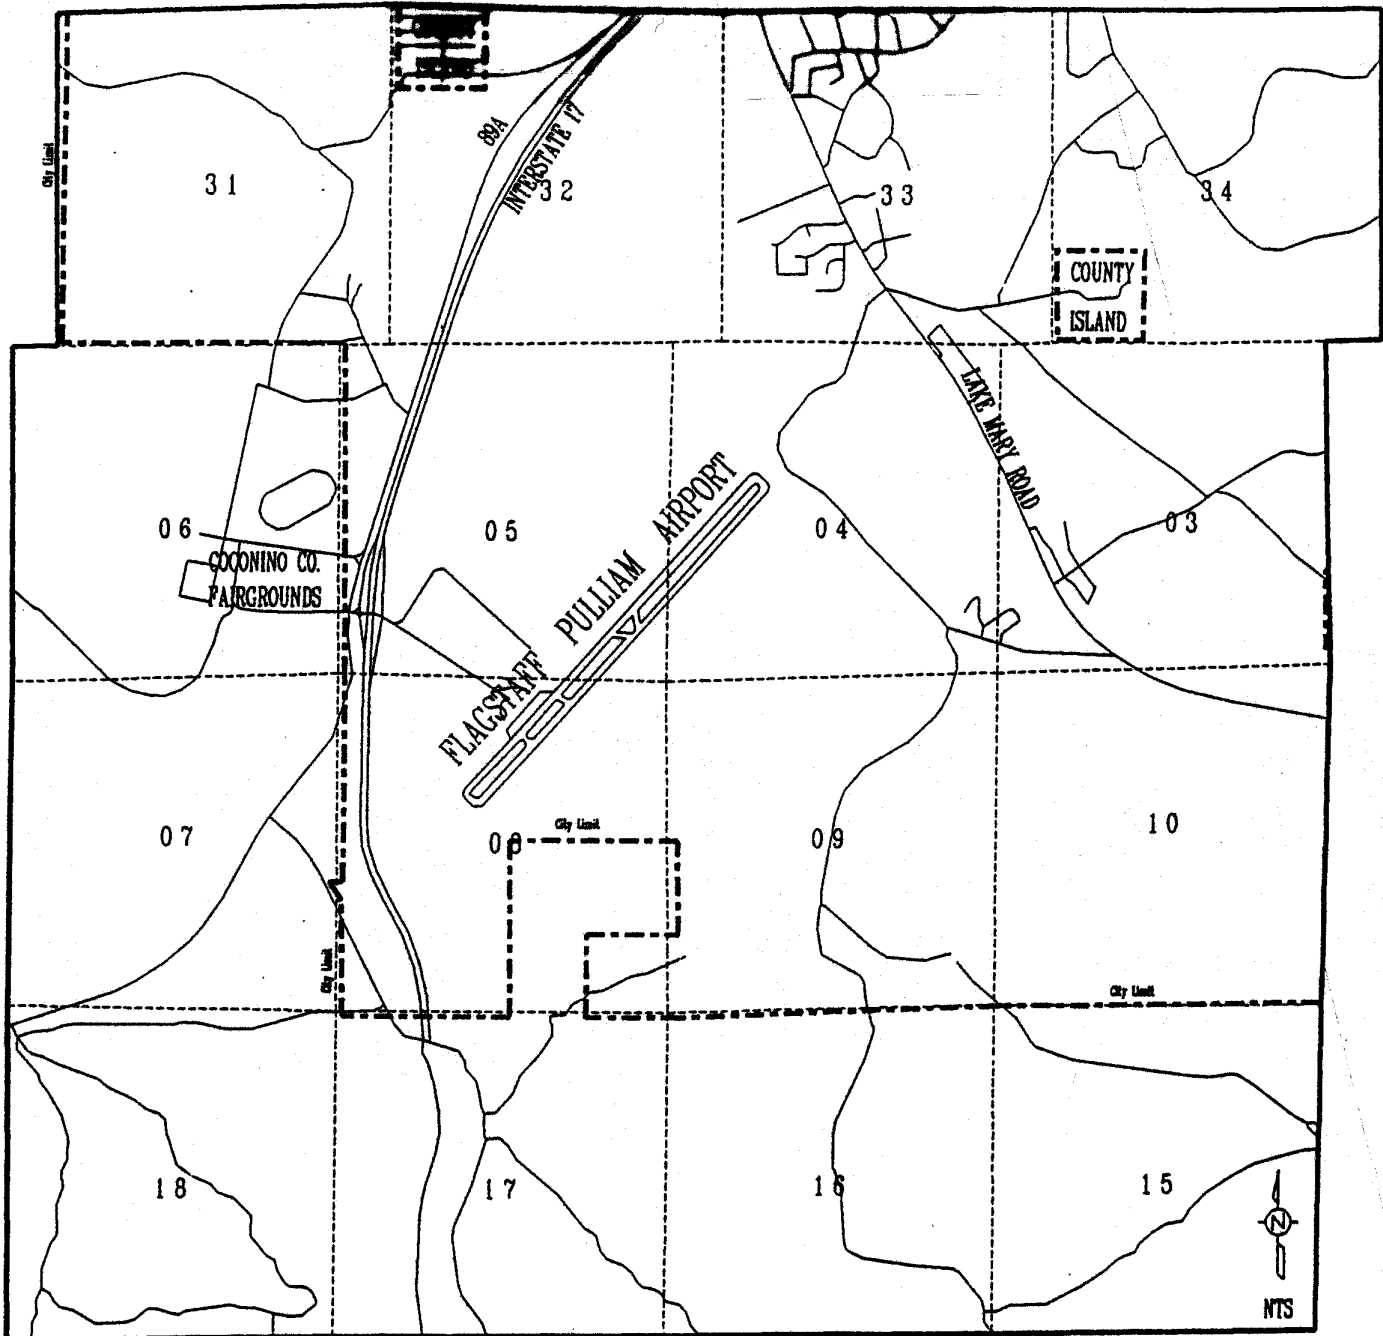 89A
INTERSTATE 17
City Limit
31
32
33
34
COUNTY
ISLAND
LAKE MARY ROAD
06
05
04
03
COCONINO CO.
FAIRGROUNDS
FLAGSTAFF PULLIAM AIRPORT
07
08
09
10
City Limit
City Limit
City Limit
18
17
16
15
N
NTS